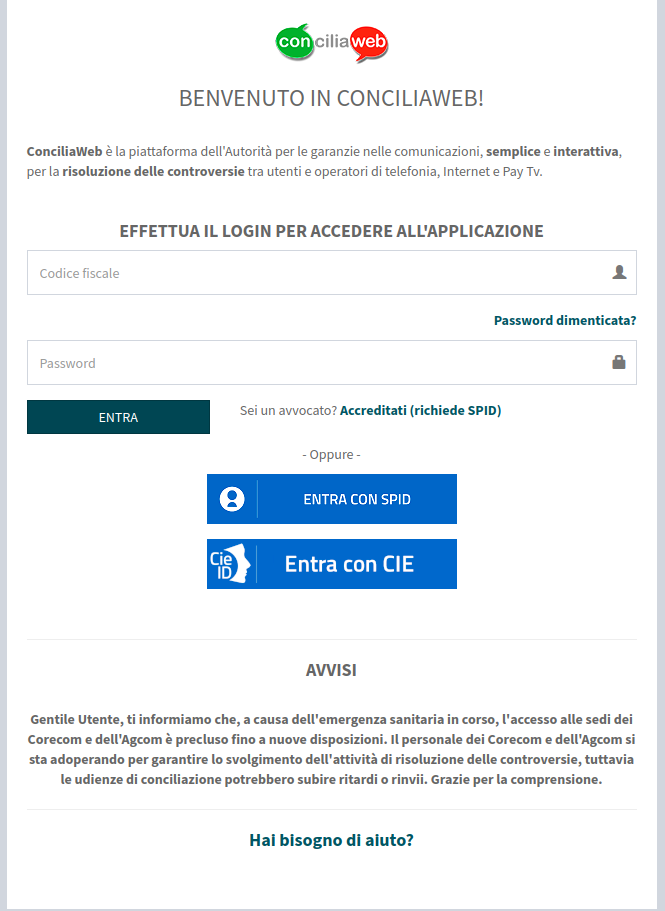 conciliaweb
BENVENUTO IN CONCILIAWEB!
ConciliaWeb è la piattaforma dell'Autorità per le garanzie nelle comunicazioni, semplice e interattiva,
per la risoluzione delle controversie tra utenti e operatori di telefonia, Internet e Pay Tv.
EFFETTUA IL LOGIN PER ACCEDERE ALL'APPLICAZIONE
Codice fiscale
Password dimenticata?
Password
ENTRA
Sei un avvocato? Accreditati (richiede SPID)
- Oppure -
ENTRA CON SPID
Cie
ID
Entra con CIE
AVVISI
Gentile Utente, ti informiamo che, a causa dell'emergenza sanitaria in corso, l'accesso alle sedi dei
Corecom e dell'Agcom è precluso fino a nuove disposizioni. Il personale dei Corecom e dell'Agcom si
sta adoperando per garantire lo svolgimento dell'attività di risoluzione delle controversie, tuttavia
le udienze di conciliazione potrebbero subire ritardi o rinvii. Grazie per la comprensione.
Hai bisogno di aiuto?